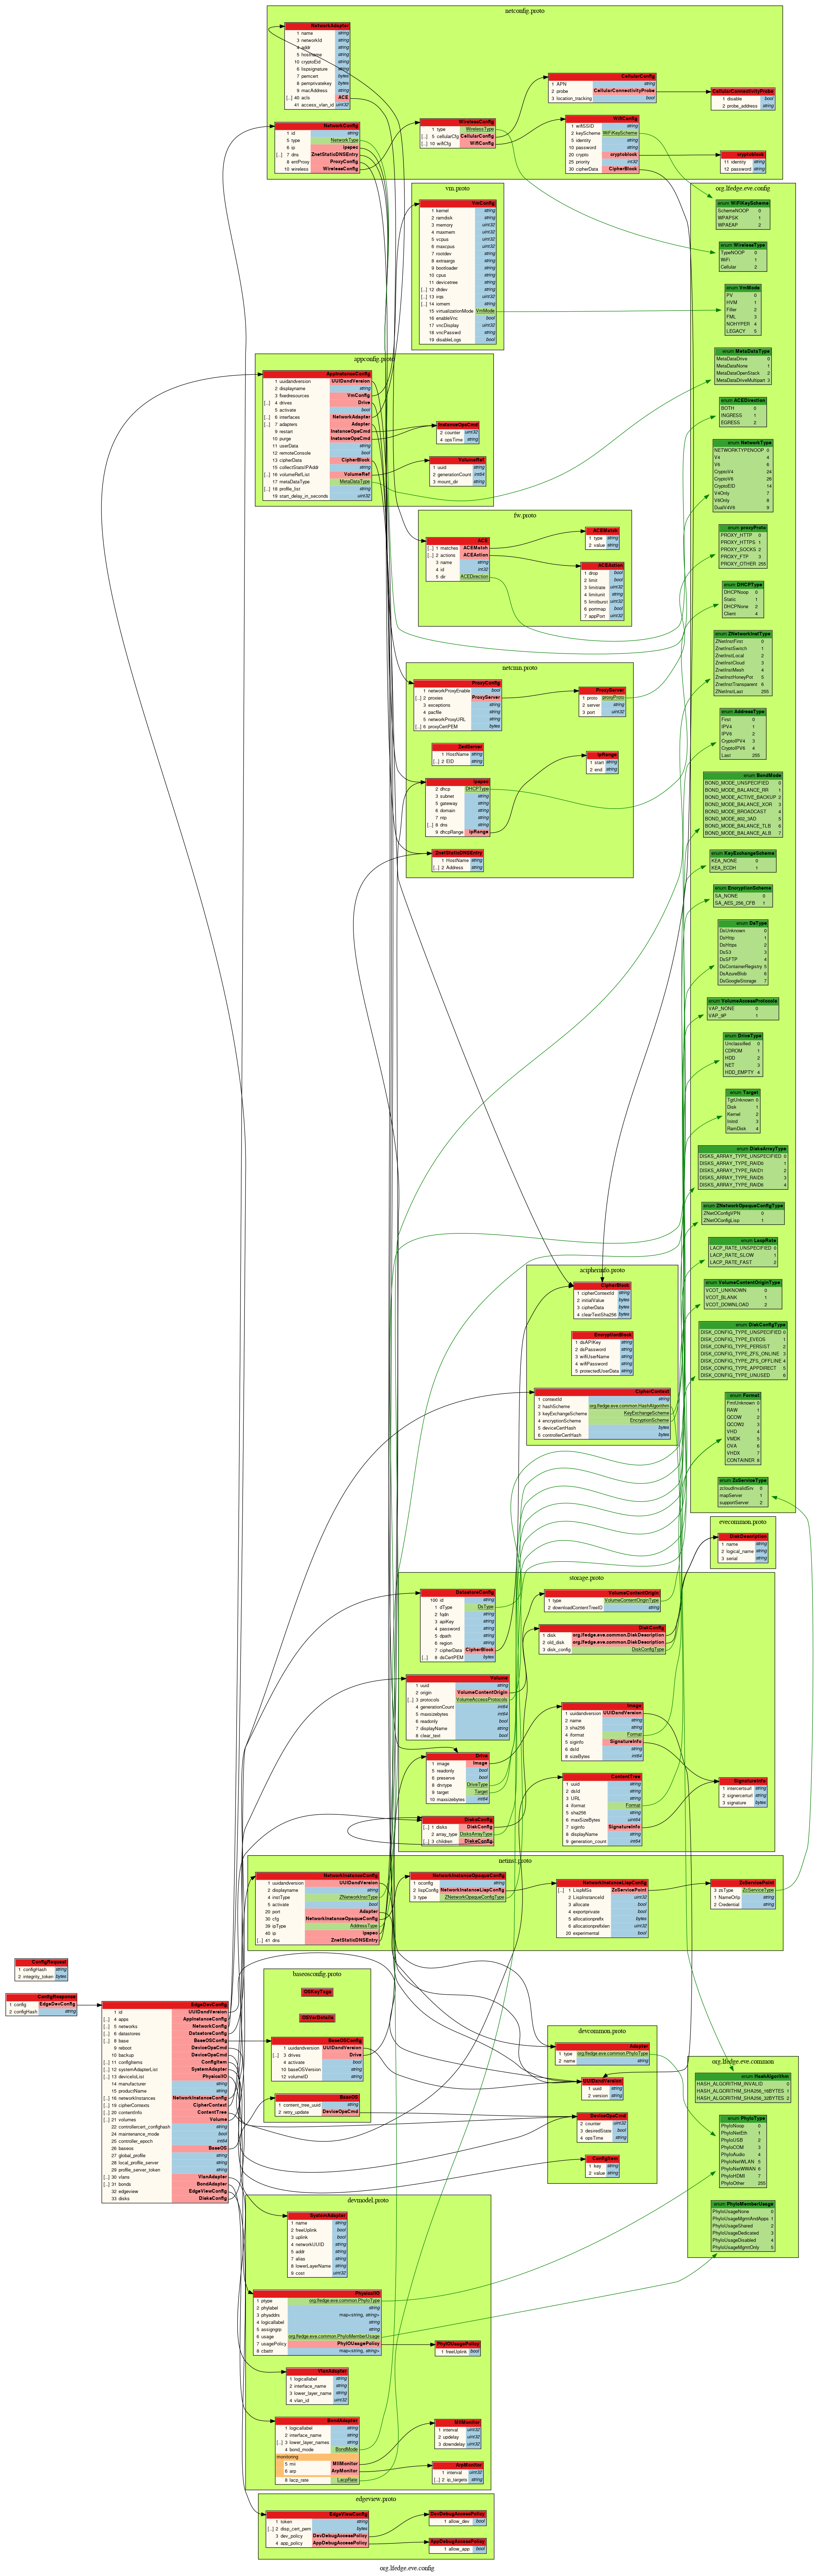 netconfig.proto
NetworkAdapter
1 name string
3 networkId string
4 addr string
5 hostname string
10 cryptoEid string
6 lispsignature string
7 pemcert bytes
8 pemprivatekey bytes
9 macAddress string
[...] 40 acls ACE
41 access_vlan_id uint32
CellularConfig
1 APN string
2 probe CellularConnectivityProbe
3 location_tracking bool
CellularConnectivityProbe
1 disable bool
2 probe_address string
NetworkConfig
1 id string
5 type NetworkType
6 ip ipspec
[...] 7 dns ZnetStaticDNSEntry
8 entProxy ProxyConfig
10 wireless WirelessConfig
WirelessConfig
1 type WirelessType
[...] 5 cellularCfg CellularConfig
[...] 10 wifiCfg WifiConfig
WifiConfig
1 wifiSSID string
2 keyScheme WiFiKeyScheme
5 identity string
10 password string
20 crypto cryptoblock
25 priority int32
30 cipherData CipherBlock
cryptoblock
11 identity string
12 password string
vm.proto
VmConfig
1 kernel string
2 ramdisk string
3 memory uint32
4 maxmem uint32
5 vcpus uint32
6 maxcpus uint32
7 rootdev string
8 extraargs string
9 bootloader string
10 cpus string
11 devicetree string
[...] 12 dtdev string
[...] 13 irqs uint32
[...] 14 iomem string
15 virtualizationMode VmMode
16 enableVnc bool
17 vncDisplay uint32
18 vncPasswd string
19 disableLogs bool
appconfig.proto
AppInstanceConfig
1 uuidandversion UUIDandVersion
2 displayname string
3 fixedresources VmConfig
[...] 4 drives Drive
5 activate bool
[...] 6 interfaces NetworkAdapter
[...] 7 adapters Adapter
9 restart InstanceOpsCmd
10 purge InstanceOpsCmd
11 userData string
12 remoteConsole bool
13 cipherData CipherBlock
15 collectStatsIPAddr string
[...] 16 volumeRefList VolumeRef
17 metaDataType MetaDataType
[...] 18 profile_list string
19 start_delay_in_seconds uint32
InstanceOpsCmd
2 counter uint32
4 opsTime string
VolumeRef
1 uuid string
2 generationCount int64
3 mount_dir string
fw.proto
ACE
[...] 1 matches ACEMatch
[...] 2 actions ACEAction
3 name string
4 id int32
5 dir ACEDirection
ACEMatch
1 type string
2 value string
ACEAction
1 drop bool
2 limit bool
3 limitrate uint32
4 limitunit string
5 limitburst uint32
6 portmap bool
7 appPort uint32
netcmn.proto
ProxyConfig
1 networkProxyEnable bool
[...] 2 proxies ProxyServer
3 exceptions string
4 pacfile string
5 networkProxyURL string
[...] 6 proxyCertPEM bytes
ProxyServer
1 proto proxyProto
2 server string
3 port uint32
ZedServer
1 HostName string
[...] 2 EID string
ipRange
1 start string
2 end string
ipspec
2 dhcp DHCPType
3 subnet string
5 gateway string
6 domain string
7 ntp string
[...] 8 dns string
9 dhcpRange ipRange
ZnetStaticDNSEntry
1 HostName string
[...] 2 Address string
acipherinfo.proto
CipherBlock
1 cipherContextId string
2 initialValue bytes
3 cipherData bytes
4 clearTextSha256 bytes
EncryptionBlock
1 dsAPIKey string
2 dsPassword string
3 wifiUserName string
4 wifiPassword string
5 protectedUserData string
CipherContext
1 contextId string
2 hashScheme org.lfedge.eve.common.HashAlgorithm
3 keyExchangeScheme KeyExchangeScheme
4 encryptionScheme EncryptionScheme
5 deviceCertHash bytes
6 controllerCertHash bytes
org.lfedge.eve.config
enum WiFiKeyScheme
SchemeNOOP 0
WPAPSK 1
WPAEAP 2
enum WirelessType
TypeNOOP 0
WiFi 1
Cellular 2
enum VmMode
PV 0
HVM 1
Filler 2
FML 3
NOHYPER 4
LEGACY 5
enum MetaDataType
MetaDataDrive 0
MetaDataNone 1
MetaDataOpenStack 2
MetaDataDriveMultipart 3
enum ACEDirection
BOTH 0
INGRESS 1
EGRESS 2
enum NetworkType
NETWORKTYPENOOP 0
V4 4
V6 6
CryptoV4 24
CryptoV6 26
CryptoEID 14
V4Only 7
V6Only 8
DualV4V6 9
enum proxyProto
PROXY_HTTP 0
PROXY_HTTPS 1
PROXY_SOCKS 2
PROXY_FTP 3
PROXY_OTHER 255
enum DHCPType
DHCPNoop 0
Static 1
DHCPNone 2
Client 4
enum ZNetworkInstType
ZNetInstFirst 0
ZnetInstSwitch 1
ZnetInstLocal 2
ZnetInstCloud 3
ZnetInstMesh 4
ZnetInstHoneyPot 5
ZnetInstTransparent 6
ZNetInstLast 255
enum AddressType
First 0
IPV4 1
IPV6 2
CryptoIPV4 3
CryptoIPV6 4
Last 255
enum BondMode
BOND_MODE_UNSPECIFIED 0
BOND_MODE_BALANCE_RR 1
BOND_MODE_ACTIVE_BACKUP 2
BOND_MODE_BALANCE_XOR 3
BOND_MODE_BROADCAST 4
BOND_MODE_802_3AD 5
BOND_MODE_BALANCE_TLB 6
BOND_MODE_BALANCE_ALB 7
enum KeyExchangeScheme
KEA_NONE 0
KEA_ECDH 1
enum EncryptionScheme
SA_NONE 0
SA_AES_256_CFB 1
enum DsType
DsUnknown 0
DsHttp 1
DsHttps 2
DsS3 3
DsSFTP 4
DsContainerRegistry 5
DsAzureBlob 6
DsGoogleStorage 7
enum VolumeAccessProtocols
VAP_NONE 0
VAP_9P 1
enum DriveType
Unclassified 0
CDROM 1
HDD 2
NET 3
HDD_EMPTY 4
enum Target
TgtUnknown 0
Disk 1
Kernel 2
Initrd 3
RamDisk 4
enum DisksArrayType
DISKS_ARRAY_TYPE_UNSPECIFIED 0
DISKS_ARRAY_TYPE_RAID0 1
DISKS_ARRAY_TYPE_RAID1 2
DISKS_ARRAY_TYPE_RAID5 3
DISKS_ARRAY_TYPE_RAID6 4
enum ZNetworkOpaqueConfigType
ZNetOConfigVPN 0
ZNetOConfigLisp 1
enum LacpRate
LACP_RATE_UNSPECIFIED 0
LACP_RATE_SLOW 1
LACP_RATE_FAST 2
enum VolumeContentOriginType
VCOT_UNKNOWN 0
VCOT_BLANK 1
VCOT_DOWNLOAD 2
enum DiskConfigType
DISK_CONFIG_TYPE_UNSPECIFIED 0
DISK_CONFIG_TYPE_EVEOS 1
DISK_CONFIG_TYPE_PERSIST 2
DISK_CONFIG_TYPE_ZFS_ONLINE 3
DISK_CONFIG_TYPE_ZFS_OFFLINE 4
DISK_CONFIG_TYPE_APPDIRECT 5
DISK_CONFIG_TYPE_UNUSED 6
enum Format
FmtUnknown 0
RAW 1
QCOW 2
QCOW2 3
VHD 4
VMDK 5
OVA 6
VHDX 7
CONTAINER 8
enum ZsServiceType
zcloudInvalidSrv 0
mapServer 1
supportServer 2
evecommon.proto
DiskDescription
1 name string
2 logical_name string
3 serial string
storage.proto
DatastoreConfig
100 id string
1 dType DsType
2 fqdn string
3 apiKey string
4 password string
5 dpath string
6 region string
7 cipherData CipherBlock
[...] 8 dsCertPEM bytes
VolumeContentOrigin
1 type VolumeContentOriginType
2 downloadContentTreeID string
DiskConfig
1 disk org.lfedge.eve.common.DiskDescription
2 old_disk org.lfedge.eve.common.DiskDescription
3 disk_config DiskConfigType
Volume
1 uuid string
2 origin VolumeContentOrigin
[...] 3 protocols VolumeAccessProtocols
4 generationCount int64
5 maxsizebytes int64
6 readonly bool
7 displayName string
8 clear_text bool
Image
1 uuidandversion UUIDandVersion
2 name string
3 sha256 string
4 iformat Format
5 siginfo SignatureInfo
6 dsId string
8 sizeBytes int64
Drive
1 image Image
5 readonly bool
6 preserve bool
8 drvtype DriveType
9 target Target
10 maxsizebytes int64
ContentTree
1 uuid string
2 dsId string
3 URL string
4 iformat Format
5 sha256 string
6 maxSizeBytes uint64
7 siginfo SignatureInfo
8 displayName string
9 generation_count int64
SignatureInfo
1 intercertsurl string
2 signercerturl string
3 signature bytes
DisksConfig
[...] 1 disks DiskConfig
2 array_type DisksArrayType
[...] 3 children DisksConfig
netinst.proto
NetworkInstanceConfig
1 uuidandversion UUIDandVersion
2 displayname string
4 instType ZNetworkInstType
5 activate bool
20 port Adapter
30 cfg NetworkInstanceOpaqueConfig
39 ipType AddressType
40 ip ipspec
[...] 41 dns ZnetStaticDNSEntry
NetworkInstanceOpaqueConfig
1 oconfig string
2 lispConfig NetworkInstanceLispConfig
3 type ZNetworkOpaqueConfigType
NetworkInstanceLispConfig
[...] 1 LispMSs ZcServicePoint
2 LispInstanceId uint32
3 allocate bool
4 exportprivate bool
5 allocationprefix bytes
6 allocationprefixlen uint32
20 experimental bool
ZcServicePoint
3 zsType ZsServiceType
1 NameOrIp string
2 Credential string
ConfigRequest
1 configHash string
2 integrity_token bytes
ConfigResponse
1 config EdgeDevConfig
2 configHash string
EdgeDevConfig
1 id UUIDandVersion
[...] 4 apps AppInstanceConfig
[...] 5 networks NetworkConfig
[...] 6 datastores DatastoreConfig
[...] 8 base BaseOSConfig
9 reboot DeviceOpsCmd
10 backup DeviceOpsCmd
[...] 11 configItems ConfigItem
[...] 12 systemAdapterList SystemAdapter
[...] 13 deviceIoList PhysicalIO
14 manufacturer string
15 productName string
[...] 16 networkInstances NetworkInstanceConfig
[...] 19 cipherContexts CipherContext
[...] 20 contentInfo ContentTree
[...] 21 volumes Volume
22 controllercert_confighash string
24 maintenance_mode bool
25 controller_epoch int64
26 baseos BaseOS
27 global_profile string
28 local_profile_server string
29 profile_server_token string
[...] 30 vlans VlanAdapter
[...] 31 bonds BondAdapter
32 edgeview EdgeViewConfig
33 disks DisksConfig
baseosconfig.proto
OSKeyTags
OSVerDetails
BaseOSConfig
1 uuidandversion UUIDandVersion
[...] 3 drives Drive
4 activate bool
10 baseOSVersion string
12 volumeID string
BaseOS
1 content_tree_uuid string
2 retry_update DeviceOpsCmd
devcommon.proto
Adapter
1 type org.lfedge.eve.common.PhyIoType
2 name string
UUIDandVersion
1 uuid string
2 version string
DeviceOpsCmd
2 counter uint32
3 desiredState bool
4 opsTime string
ConfigItem
1 key string
2 value string
org.lfedge.eve.common
enum HashAlgorithm
HASH_ALGORITHM_INVALID 0
HASH_ALGORITHM_SHA256_16BYTES 1
HASH_ALGORITHM_SHA256_32BYTES 2
enum PhyIoType
PhyIoNoop 0
PhyIoNetEth 1
PhyIoUSB 2
PhyIoCOM 3
PhyIoAudio 4
PhyIoNetWLAN 5
PhyIoNetWWAN 6
PhyIoHDMI 7
PhyIoOther 255
enum PhyIoMemberUsage
PhyIoUsageNone 0
PhyIoUsageMgmtAndApps 1
PhyIoUsageShared 2
PhyIoUsageDedicated 3
PhyIoUsageDisabled 4
PhyIoUsageMgmtOnly 5
devmodel.proto
SystemAdapter
1 name string
2 freeUplink bool
3 uplink bool
4 networkUUID string
5 addr string
7 alias string
8 lowerLayerName string
9 cost uint32
PhysicalIO
1 ptype org.lfedge.eve.common.PhyIoType
2 phylabel string
3 phyaddrs map<string, string>
4 logicallabel string
5 assigngrp string
6 usage org.lfedge.eve.common.PhyIoMemberUsage
7 usagePolicy PhyIOUsagePolicy
8 cbattr map<string, string>
PhyIOUsagePolicy
1 freeUplink bool
VlanAdapter
1 logicallabel string
2 interface_name string
3 lower_layer_name string
4 vlan_id uint32
BondAdapter
1 logicallabel string
2 interface_name string
[...] 3 lower_layer_names string
4 bond_mode BondMode
monitoring
5 mii MIIMonitor
6 arp ArpMonitor
8 lacp_rate LacpRate
MIIMonitor
1 interval uint32
2 updelay uint32
3 downdelay uint32
ArpMonitor
1 interval uint32
[...] 2 ip_targets string
edgeview.proto
EdgeViewConfig
1 token string
[...] 2 disp_cert_pem bytes
3 dev_policy DevDebugAccessPolicy
4 app_policy AppDebugAccessPolicy
DevDebugAccessPolicy
1 allow_dev bool
AppDebugAccessPolicy
1 allow_app bool
org.lfedge.eve.config